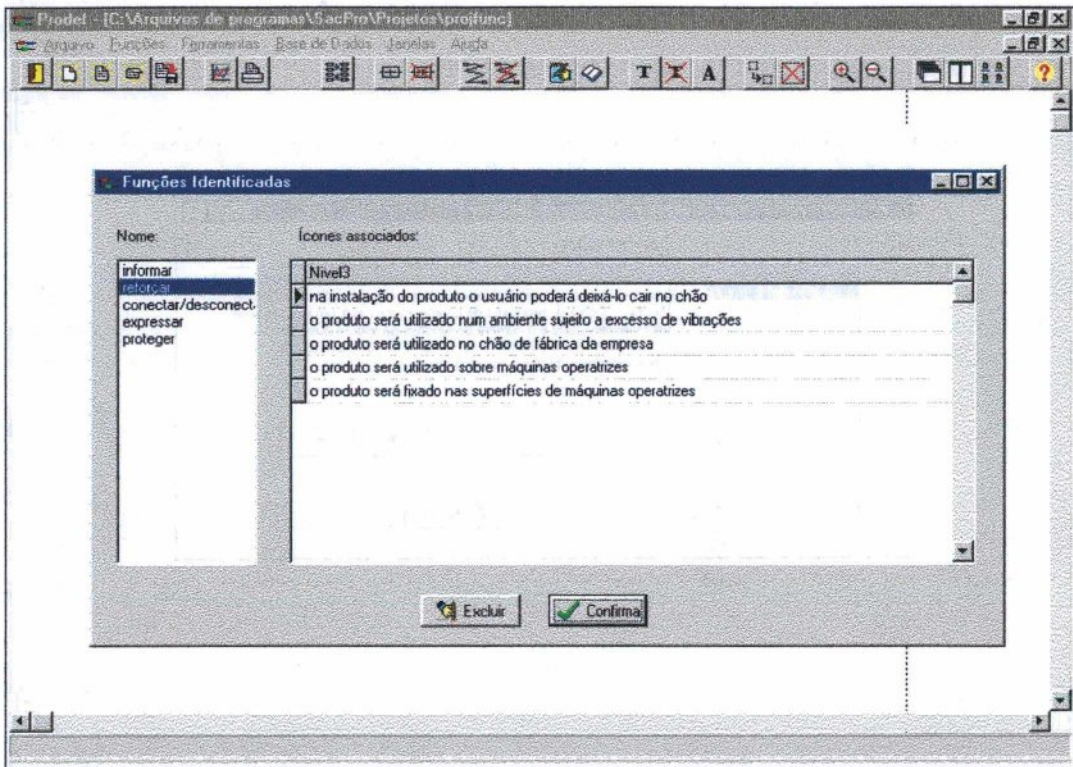 Prodel - [C:\Arquivos de programas\SacPro\Projetos\projfunc]
Arquivo Funções Ferramentas Base de Dados Janelas Ajuda
T T A ?
Funções Identificadas
Nome:
Ícones associados:
informar
reforçar
conectar/desconect
expressar
proteger
Nivel3
na instalação do produto o usuário poderá deixá-lo cair no chão
o produto será utilizado num ambiente sujeito a excesso de vibrações
o produto será utilizado no chão de fábrica da empresa
o produto será utilizado sobre máquinas operatrizes
o produto será fixado nas superfícies de máquinas operatrizes
Excluir
Confirma